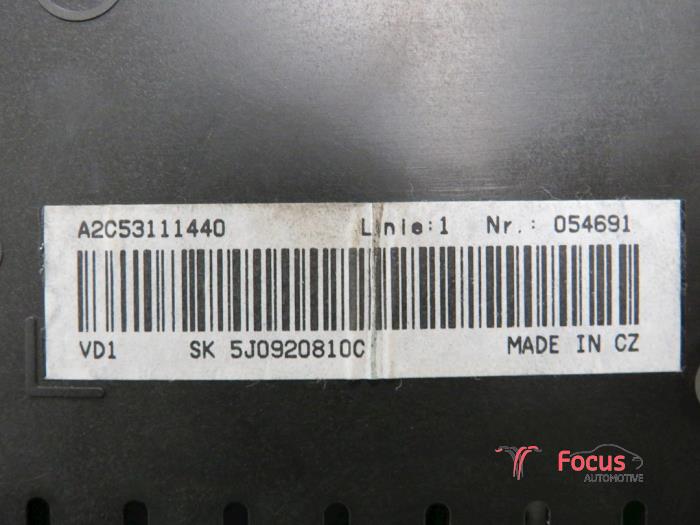 A2C53111440 Linie:1 Nr.: 054691
VD1 SK 5J0920810C MADE IN CZ
Focus
AUTOMOTIVE